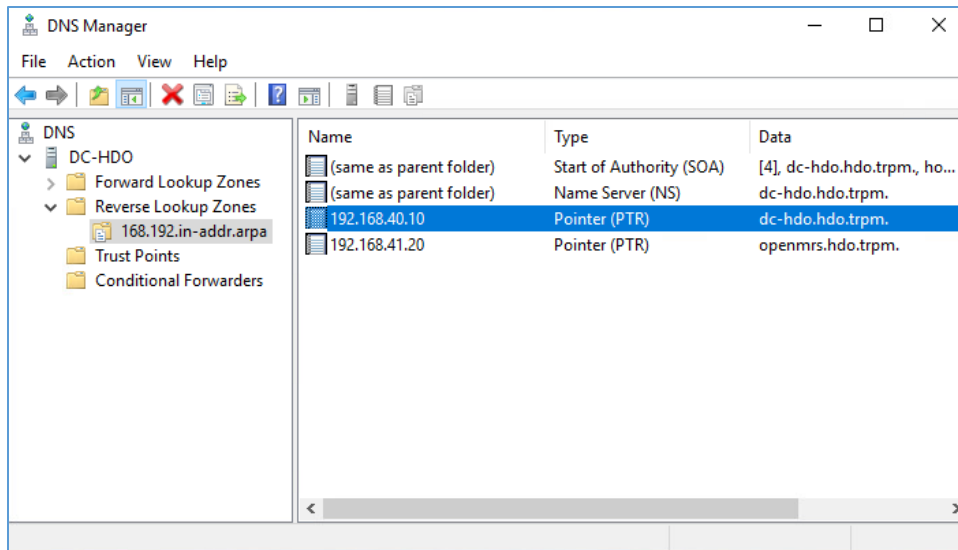 DNS Manager
File Action View Help
DNS
DC-HDO
Forward Lookup Zones
Reverse Lookup Zones
168.192.in-addr.arpa
Trust Points
Conditional Forwarders
Name Type Data
(same as parent folder) Start of Authority (SOA) [4], dc-hdo.hdo.trpm., ho...
(same as parent folder) Name Server (NS) dc-hdo.hdo.trpm.
192.168.40.10 Pointer (PTR) dc-hdo.hdo.trpm.
192.168.41.20 Pointer (PTR) openmrs.hdo.trpm.